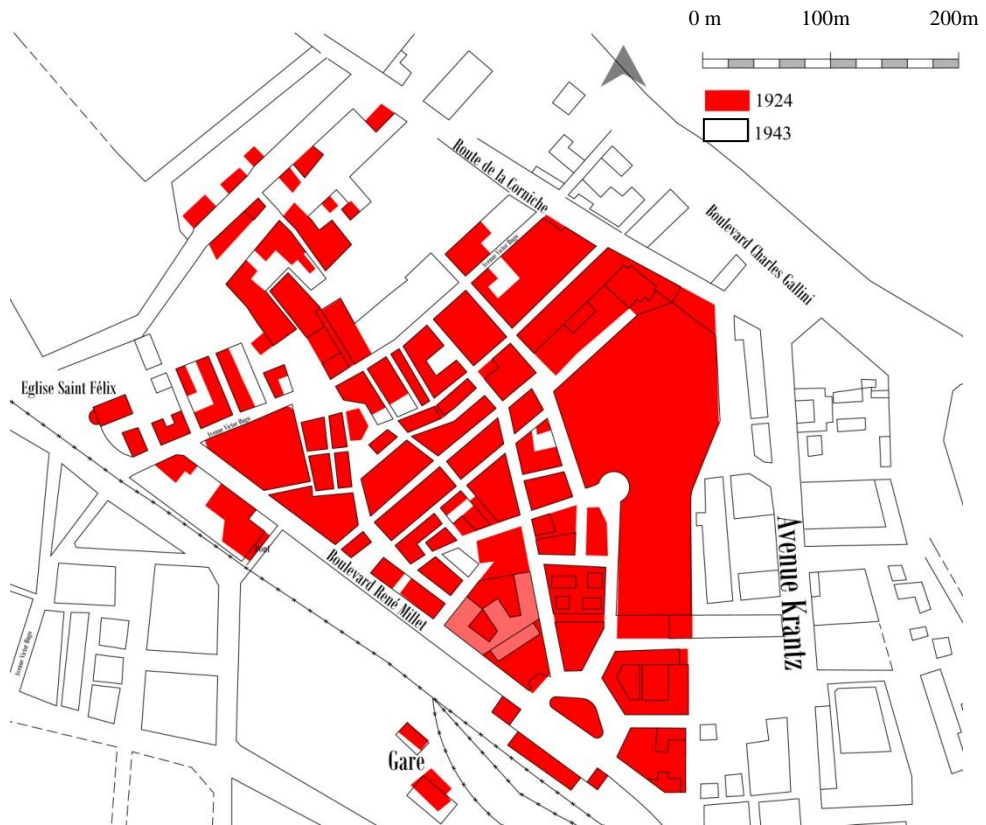 0 m 100m 200m
1924
1943
Route de la Corniche
Boulevard Charles Gallini
Avenue Victor Hugo
Eglise Saint Félix
Avenue Victor Hugo
Avenue Krantz
Pont
Boulevard René Millet
Avenue Victor Hugo
Gare